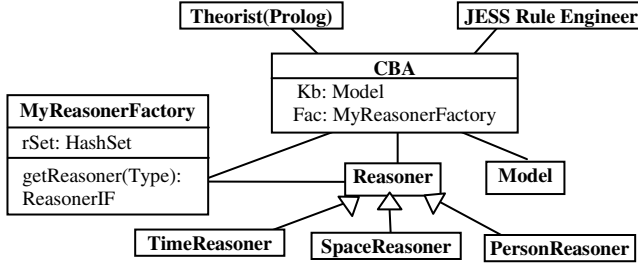 Theorist(Prolog)
JESS Rule Engineer
CBA
Kb: Model
Fac: MyReasonerFactory
MyReasonerFactory
rSet: HashSet
getReasoner(Type):
ReasonerIF
Reasoner
Model
TimeReasoner
SpaceReasoner
PersonReasoner